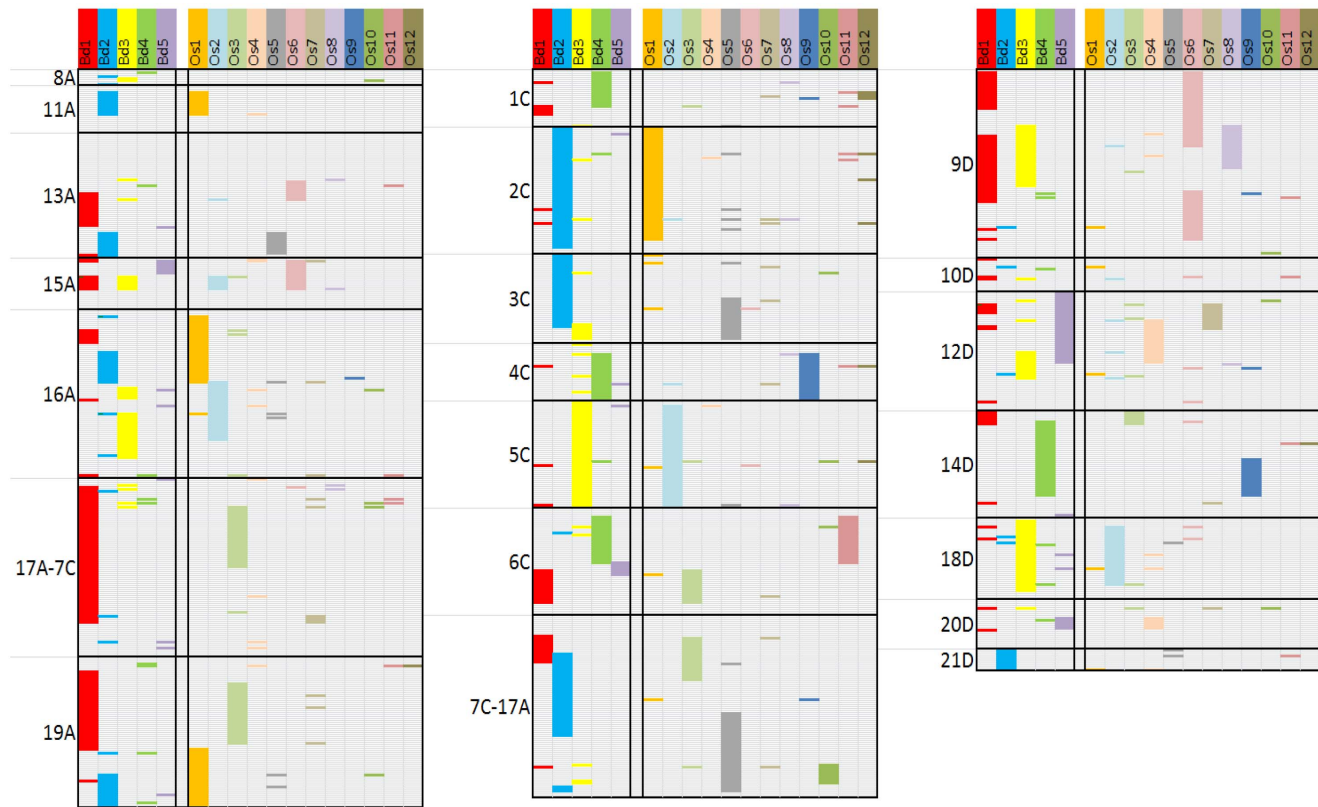 Bd1 Bd2 Bd3 Bd4 Bd5 Os1 Os2 Os3 Os4 Os5 Os6 Os7 Os8 Os9 Os10 Os11 Os12
8A
11A
13A
15A
16A
17A-7C
19A
Bd1 Bd2 Bd3 Bd4 Bd5 Os1 Os2 Os3 Os4 Os5 Os6 Os7 Os8 Os9 Os10 Os11 Os12
1C
2C
3C
4C
5C
6C
7C-17A
Bd1 Bd2 Bd3 Bd4 Bd5 Os1 Os2 Os3 Os4 Os5 Os6 Os7 Os8 Os9 Os10 Os11 Os12
9D
10D
12D
14D
18D
20D
21D